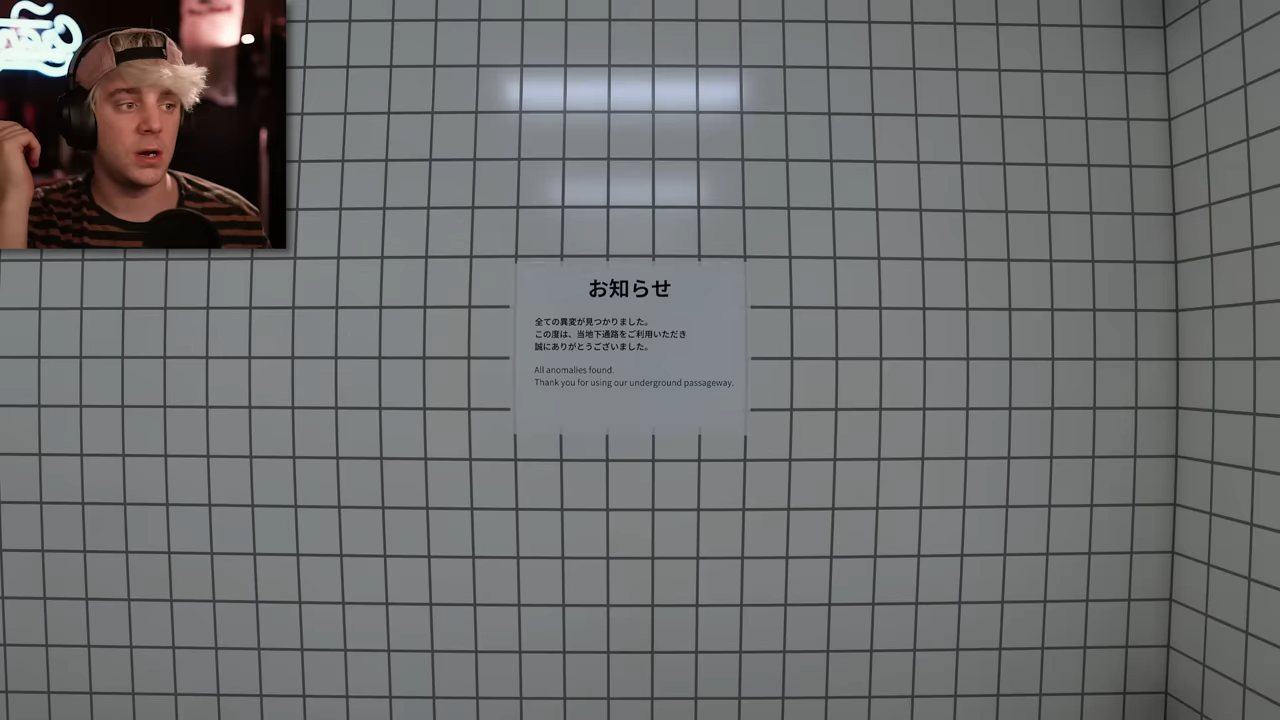 お知らせ
全ての異変が見つかりました。
この度は、当地下通路をご利用いただき
誠にありがとうございました。
All anomalies found.
Thank you for using our underground passageway.